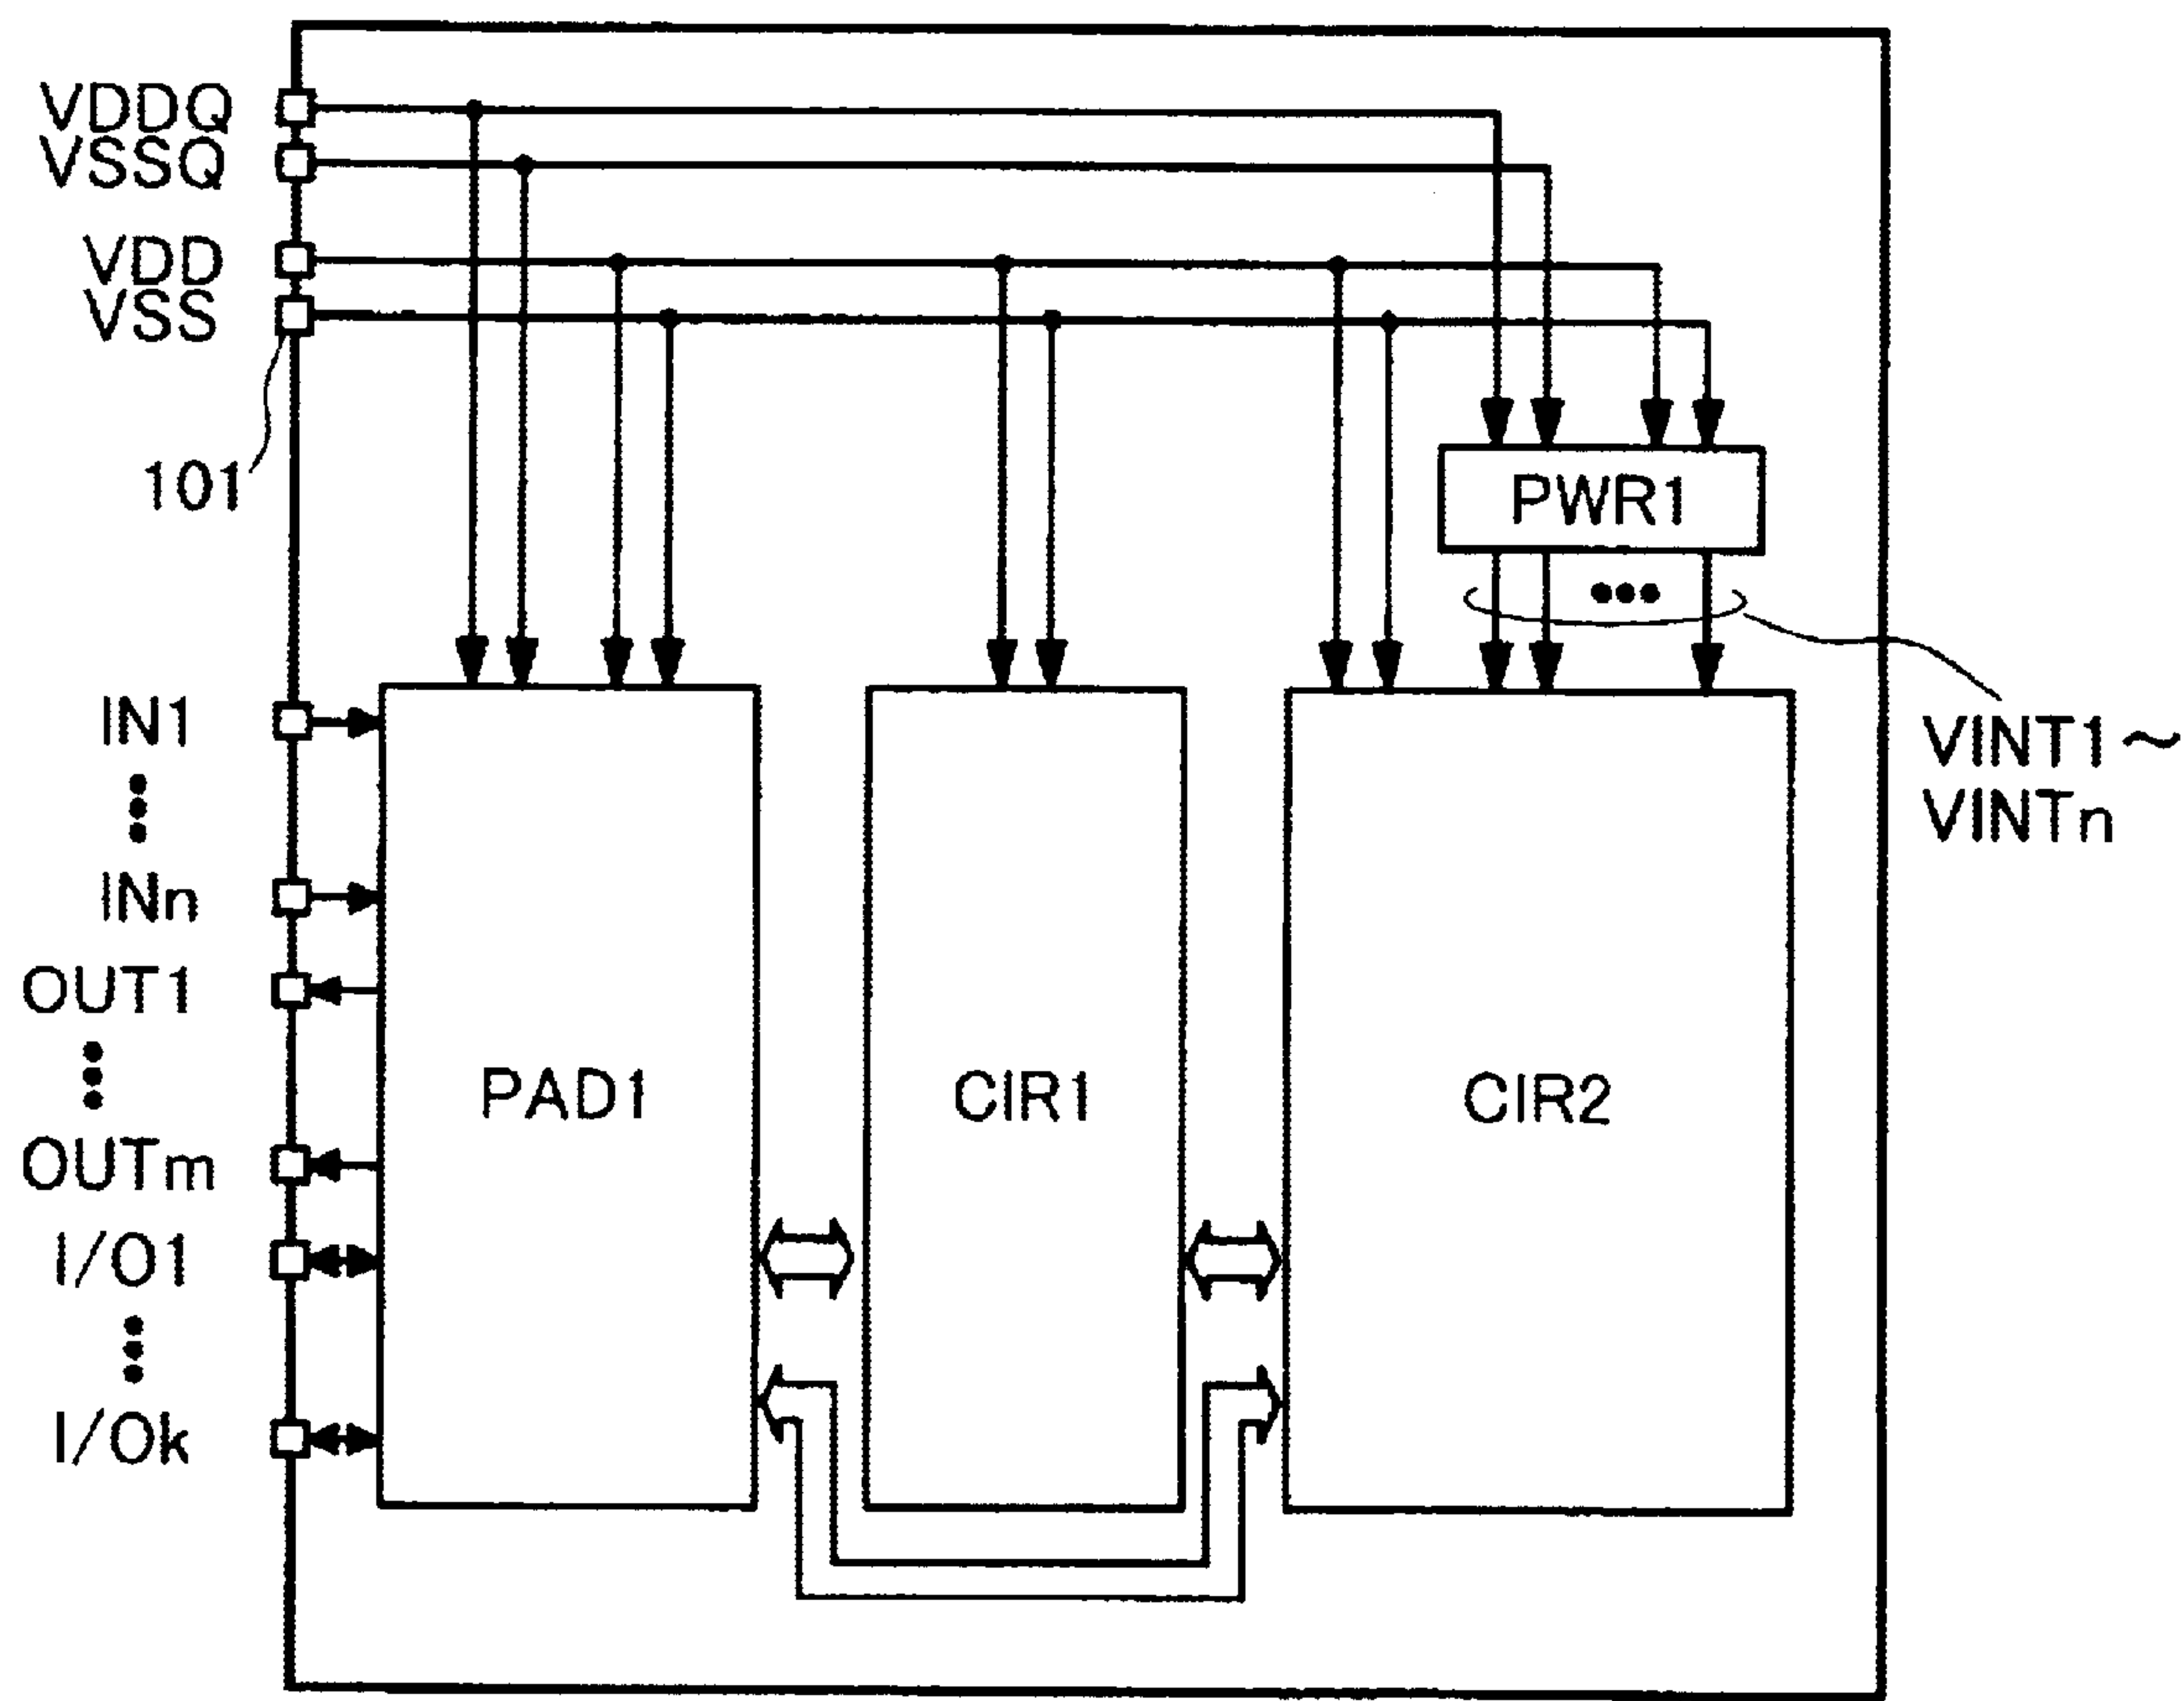 VDDQ
VSSQ
VDD
VSS
101
PWR1
IN1
VINT1～
VINTn
INn
OUT1
PAD1
CIR1
CIR2
OUTm
I/O1
I/Ok